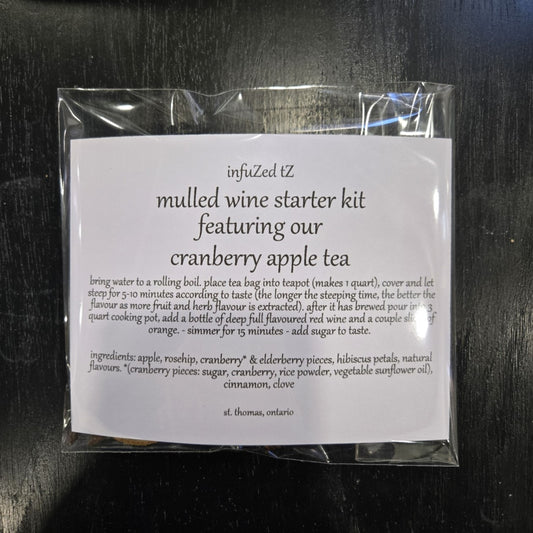 infuZed tZ
mulled wine starter kit
featuring our
cranberry apple tea
bring water to a rolling boil. place tea bag into teapot (makes 1 quart), cover and let
steep for 5-10 minutes according to taste (the longer the steeping time, the better the
flavour as more fruit and herb flavour is extracted). after it has brewed pour into 3
quart cooking pot, add a bottle of deep full flavoured red wine and a couple slices of
orange. - simmer for 15 minutes - add sugar to taste.
ingredients: apple, rosehip, cranberry* & elderberry pieces, hibiscus petals, natural
flavours. *(cranberry pieces: sugar, cranberry, rice powder, vegetable sunflower oil),
cinnamon, clove
st. thomas, ontario